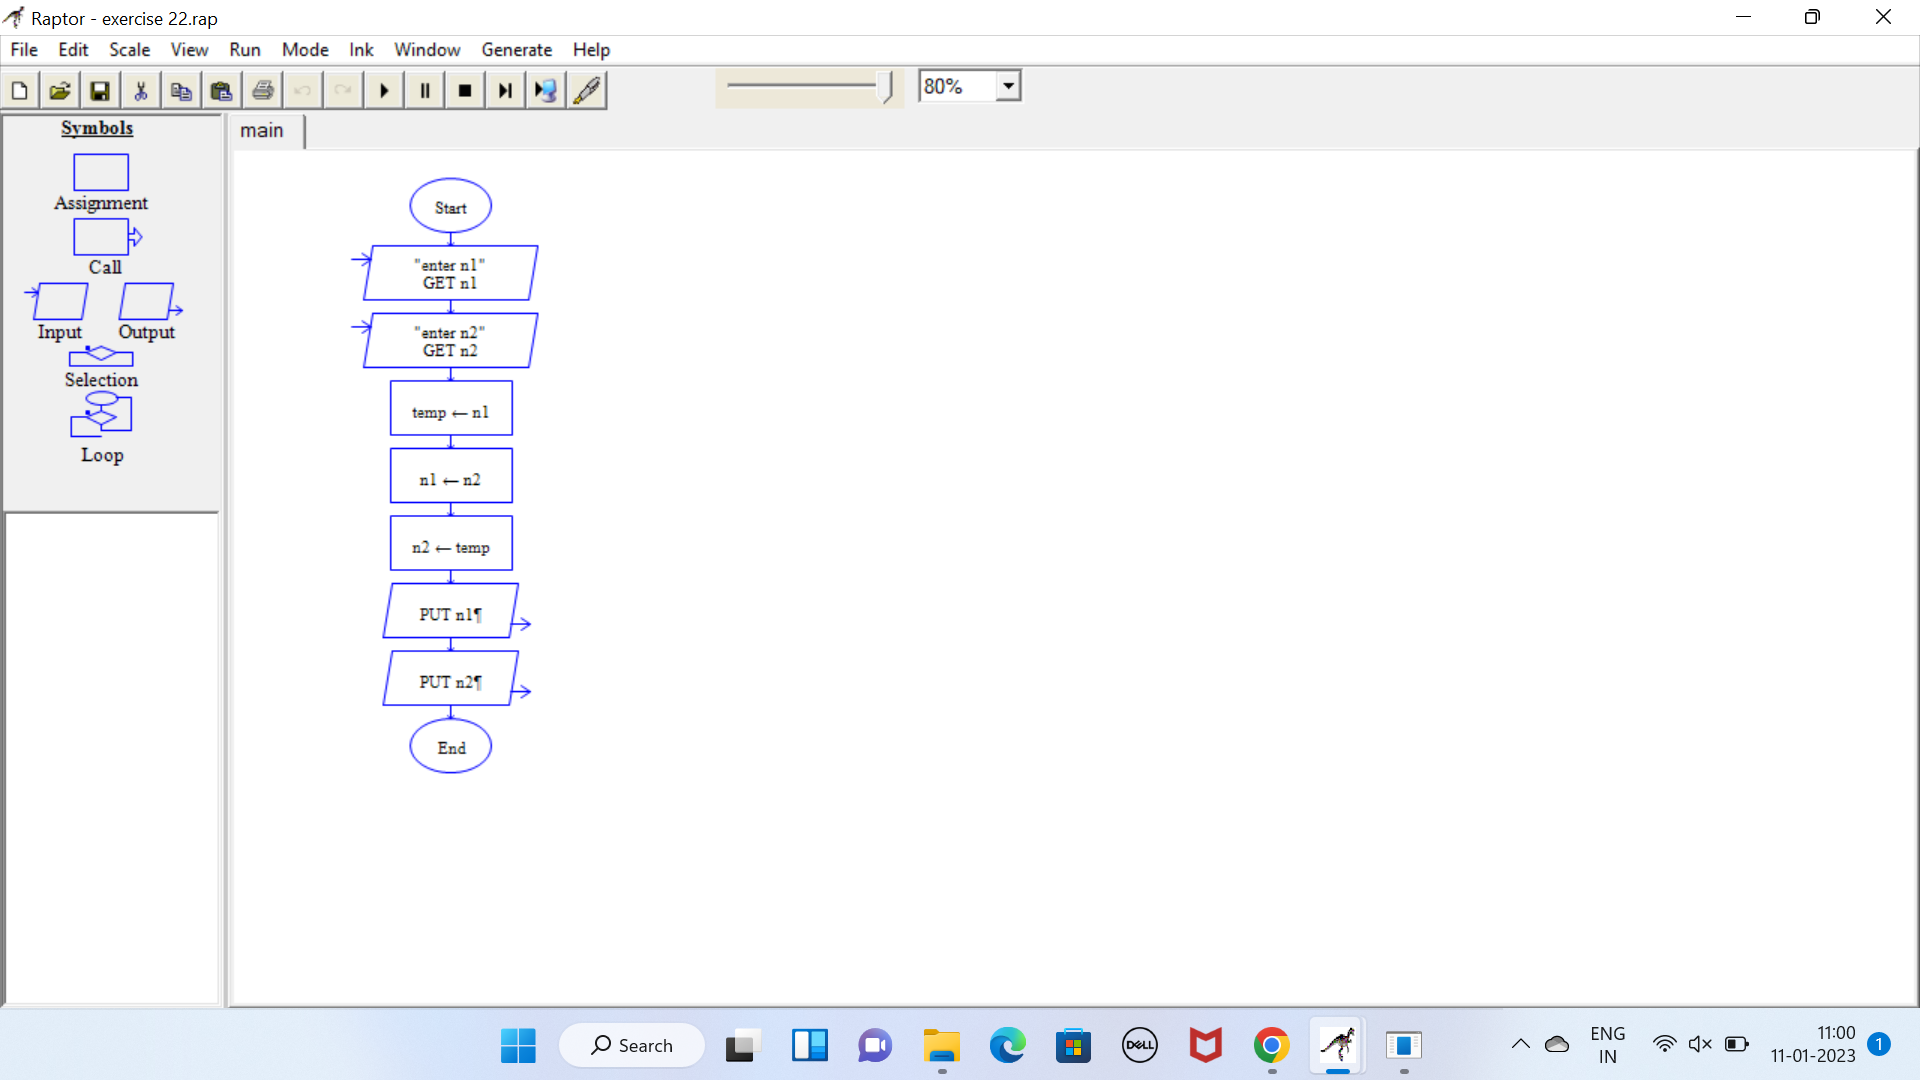 Raptor - exercise 22.rap
File Edit Scale View Run Mode Ink Window Generate Help
80%
Symbols
main
Assignment
Call
Input Output
Selection
Loop
Start
"enter n1"
GET n1
"enter n2"
GET n2
temp ← n1
n1 ← n2
n2 ← temp
PUT n1¶
PUT n2¶
End
Search
DELL
ENG
IN
11:00
11-01-2023
1